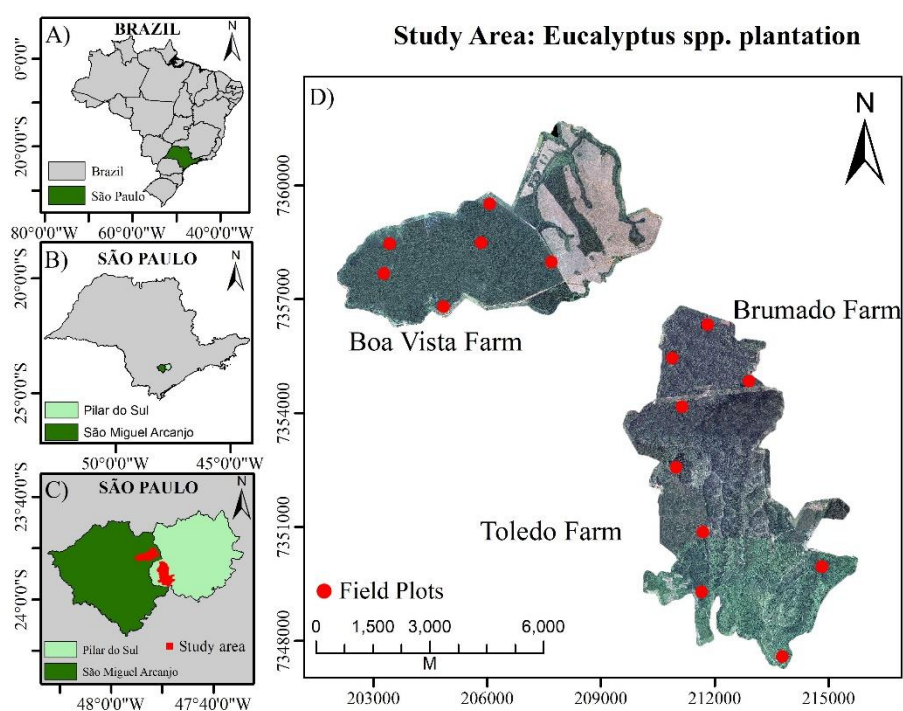 Study Area: Eucalyptus spp. plantation
A)
BRAZIL
N
0°0'0"S
20°0'0"S
Brazil
São Paulo
80°0'0"W 60°0'0"W 40°0'0"W
B)
SÃO PAULO
N
20°0'0"S
25°0'0"S
Pilar do Sul
São Miguel Arcanjo
50°0'0"W 45°0'0"W
C)
SÃO PAULO
N
23°40'0"S
24°0'0"S
Pilar do Sul
Study area
São Miguel Arcanjo
48°0'0"W 47°40'0"W
D)
N
7360000
7357000
7354000
7351000
7348000
Boa Vista Farm
Brumado Farm
Toledo Farm
Field Plots
0 1,500 3,000 6,000
M
203000 206000 209000 212000 215000